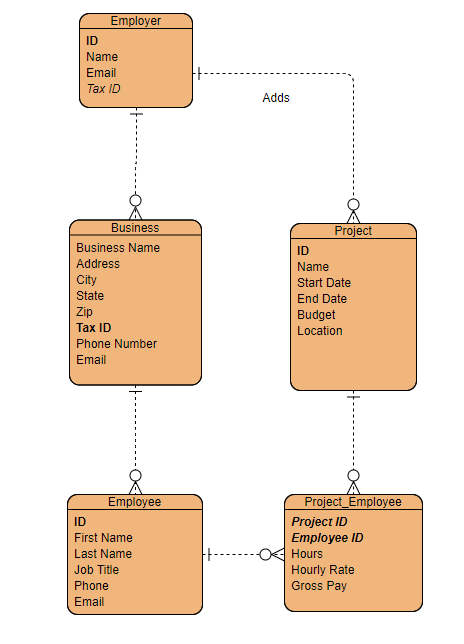 Employer
ID
Name
Email
Tax ID
Adds
Business
Business Name
Address
City
State
Zip
Tax ID
Phone Number
Email
Project
ID
Name
Start Date
End Date
Budget
Location
Employee
ID
First Name
Last Name
Job Title
Phone
Email
Project_Employee
Project ID
Employee ID
Hours
Hourly Rate
Gross Pay